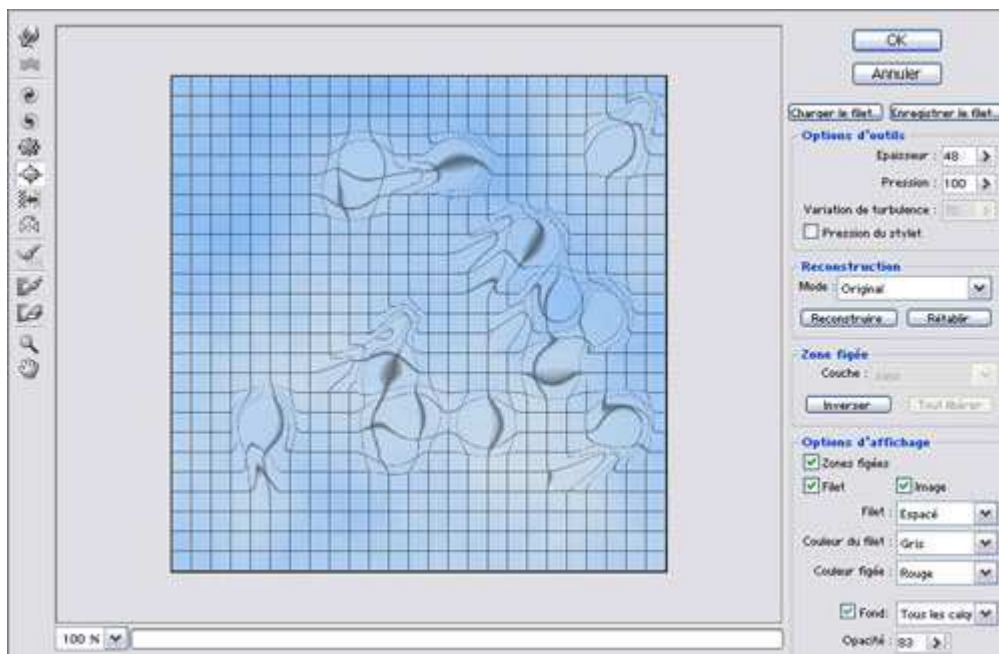 OK
Annuler
Charger le filet... Enregistrer le filet...
Options d'outils
Epaisseur : 48
Pression : 100
Variation de turbulence :
Pression du stylet
Reconstruction
Mode : Original
Reconstruire Rétablir
Zone figée
Couche :
Inverser Tout libérer
Options d'affichage
Zones figées
Filet Image
Filet : Espacé
Couleur du filet : Gris
Couleur figée : Rouge
Fond: Tous les calq
Opacité : 83
100 %